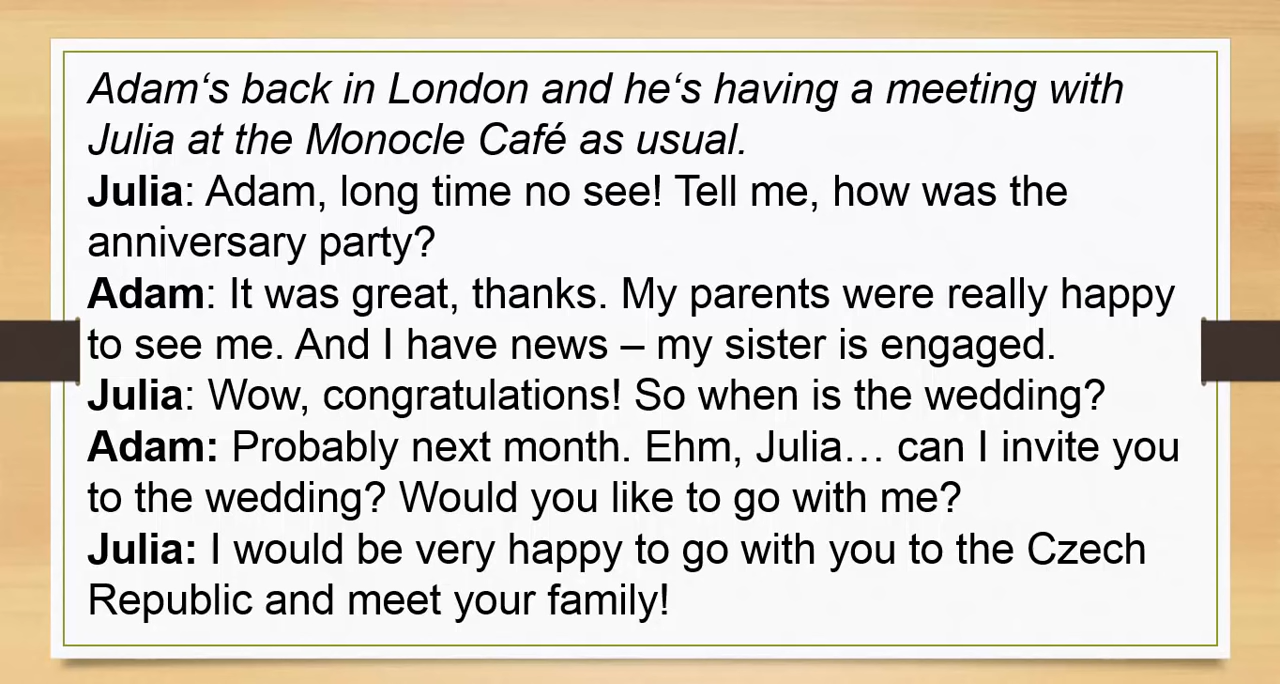 Adam‘s back in London and he‘s having a meeting with
Julia at the Monocle Café as usual.
Julia: Adam, long time no see! Tell me, how was the
anniversary party?
Adam: It was great, thanks. My parents were really happy
to see me. And I have news – my sister is engaged.
Julia: Wow, congratulations! So when is the wedding?
Adam: Probably next month. Ehm, Julia… can I invite you
to the wedding? Would you like to go with me?
Julia: I would be very happy to go with you to the Czech
Republic and meet your family!